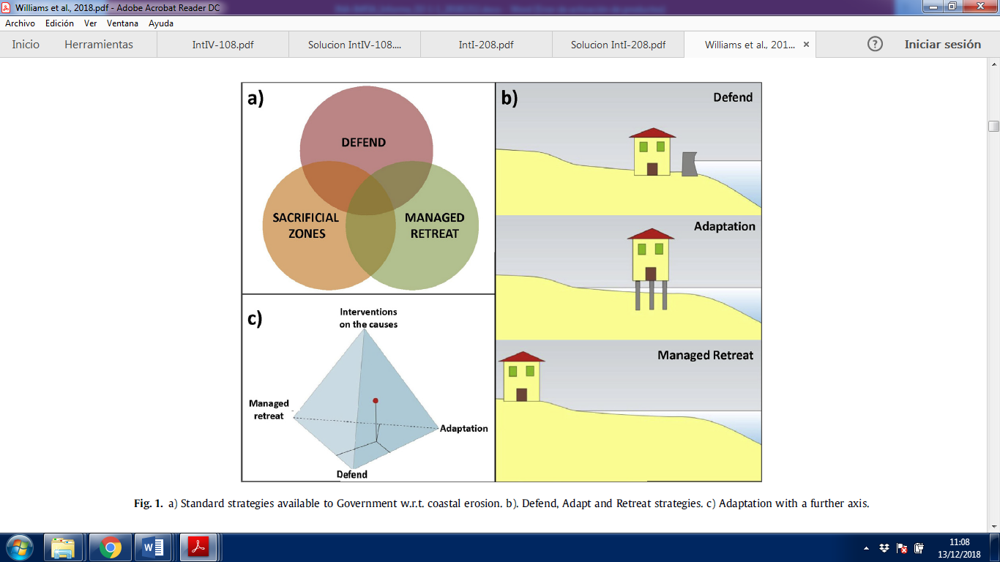 Williams et al., 2018.pdf - Adobe Acrobat Reader DC
Archivo Edición Ver Ventana Ayuda
Inicio Herramientas IntIV-108.pdf Solucion IntIV-108.... IntI-208.pdf Solucion IntI-208.pdf Williams et al., 201... × ? Iniciar sesión
a)
DEFEND
SACRIFICIAL
ZONES
MANAGED
RETREAT
b)
Defend
Adaptation
Managed Retreat
c)
Interventions
on the causes
Managed
retreat
Adaptation
Defend
Fig. 1. a) Standard strategies available to Government w.r.t. coastal erosion. b). Defend, Adapt and Retreat strategies. c) Adaptation with a further axis.
11:08
13/12/2018